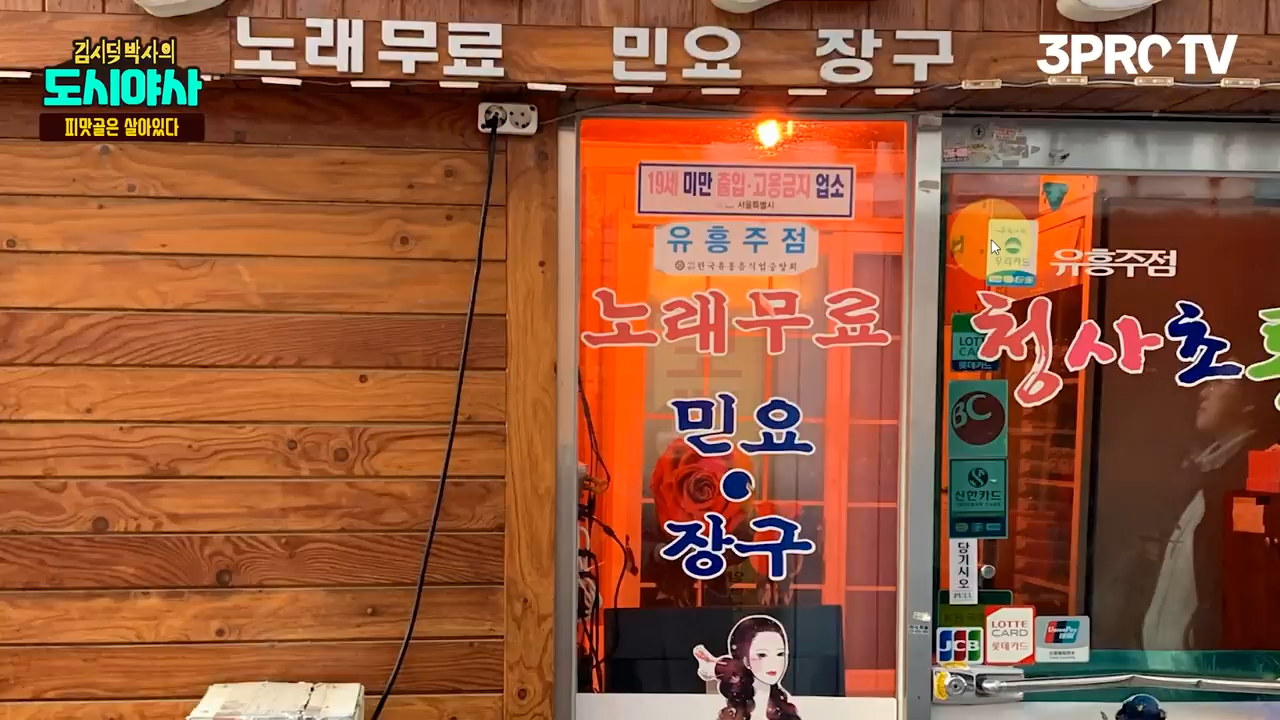 김시덕 박사의
도시야사
피맛골은 살아있다
3PRO TV
노래무료 민요 장구
19세 미만 출입·고용금지 업소
서울특별시
유흥주점
한국유흥음식업중앙회
노래무료
민요
장구
우리카드
유흥주점
청사초
LOTTE
CA
롯데카드
BC
신한카드
당기시오
PULL
JCB
LOTTE
CARD
롯데카드
UnionPay